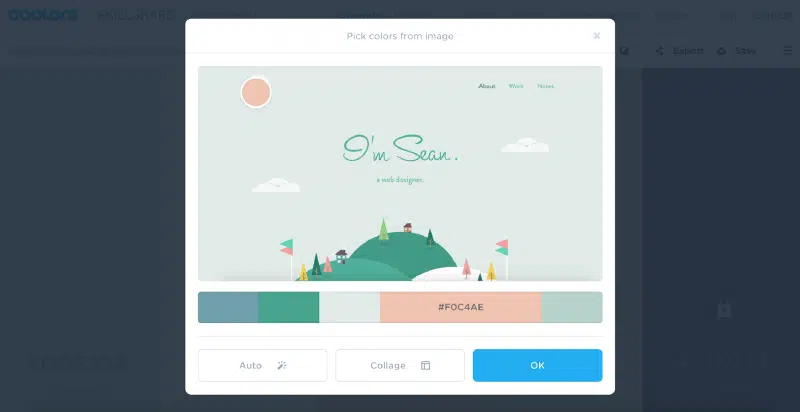 coolors SKILLSHARE
Export Save
Pick colors from image
About Work Notes
I'm Sean.
a web designer.
#F0C4AE
Auto Collage OK